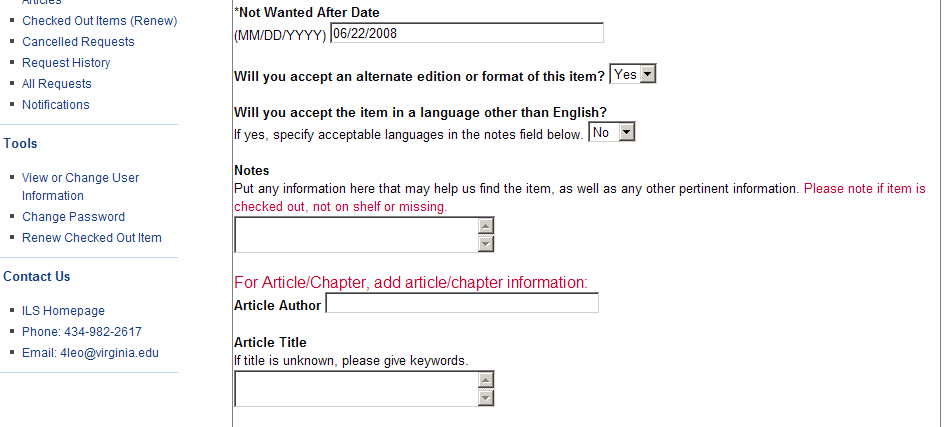 Articles
Checked Out Items (Renew)
Cancelled Requests
Request History
All Requests
Notifications
Tools
View or Change User
Information
Change Password
Renew Checked Out Item
Contact Us
ILS Homepage
Phone: 434-982-2617
Email: 4leo@virginia.edu
*Not Wanted After Date
(MM/DD/YYYY) 06/22/2008
Will you accept an alternate edition or format of this item? Yes
Will you accept the item in a language other than English?
If yes, specify acceptable languages in the notes field below. No
Notes
Put any information here that may help us find the item, as well as any other pertinent information. Please note if item is
checked out, not on shelf or missing.
For Article/Chapter, add article/chapter information:
Article Author
Article Title
If title is unknown, please give keywords.